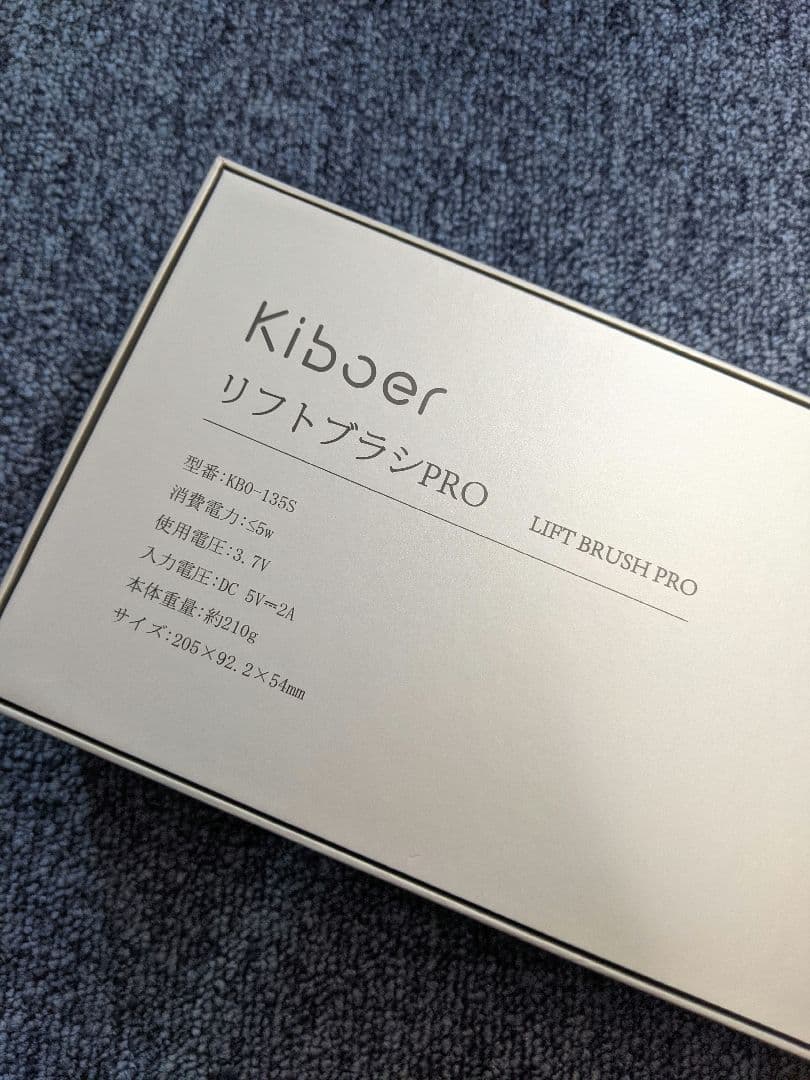 Kiboer
リフトブラシPRO LIFT BRUSH PRO
型番:KBO-135S
消費電力:≤5w
使用電圧:3.7V
入力電圧:DC 5V⎓2A
本体重量:約210g
サイズ:205×92.2×54mm